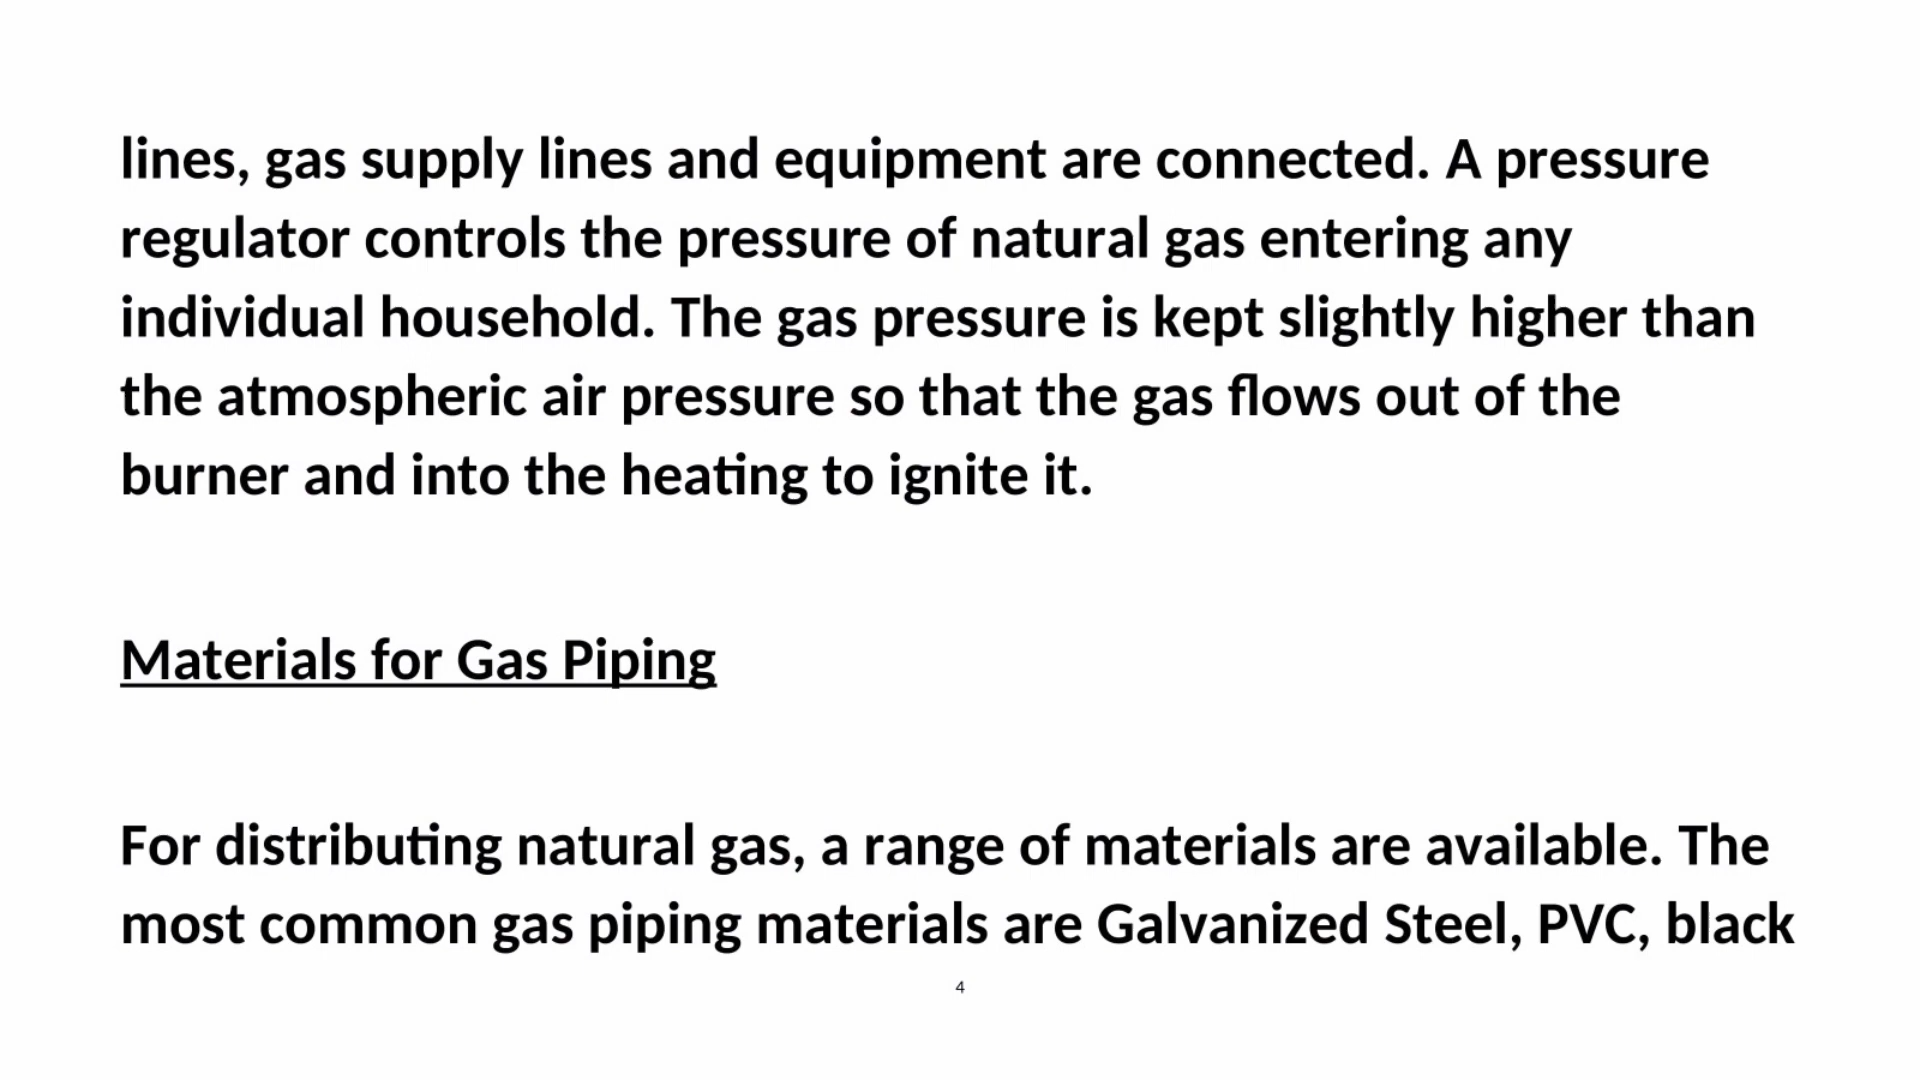 lines, gas supply lines and equipment are connected. A pressure
regulator controls the pressure of natural gas entering any
individual household. The gas pressure is kept slightly higher than
the atmospheric air pressure so that the gas flows out of the
burner and into the heating to ignite it.
Materials for Gas Piping
For distributing natural gas, a range of materials are available. The
most common gas piping materials are Galvanized Steel, PVC, black
4